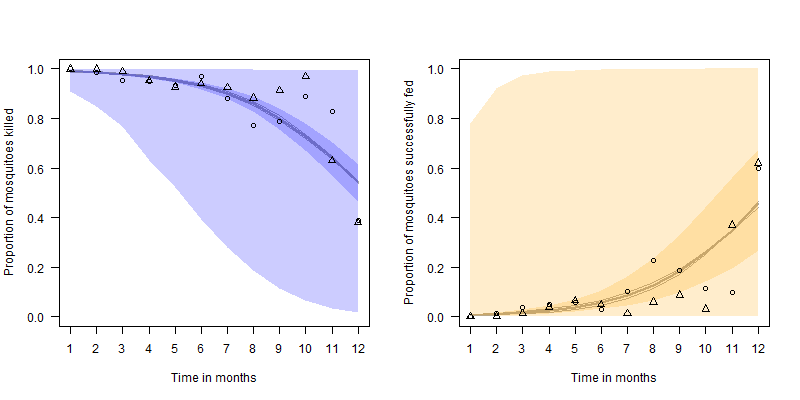 Proportion of mosquitoes killed
1.0
0.8
0.6
0.4
0.2
0.0
1 2 3 4 5 6 7 8 9 10 11 12
Time in months
Proportion of mosquitoes successfully fed
1.0
0.8
0.6
0.4
0.2
0.0
1 2 3 4 5 6 7 8 9 10 11 12
Time in months